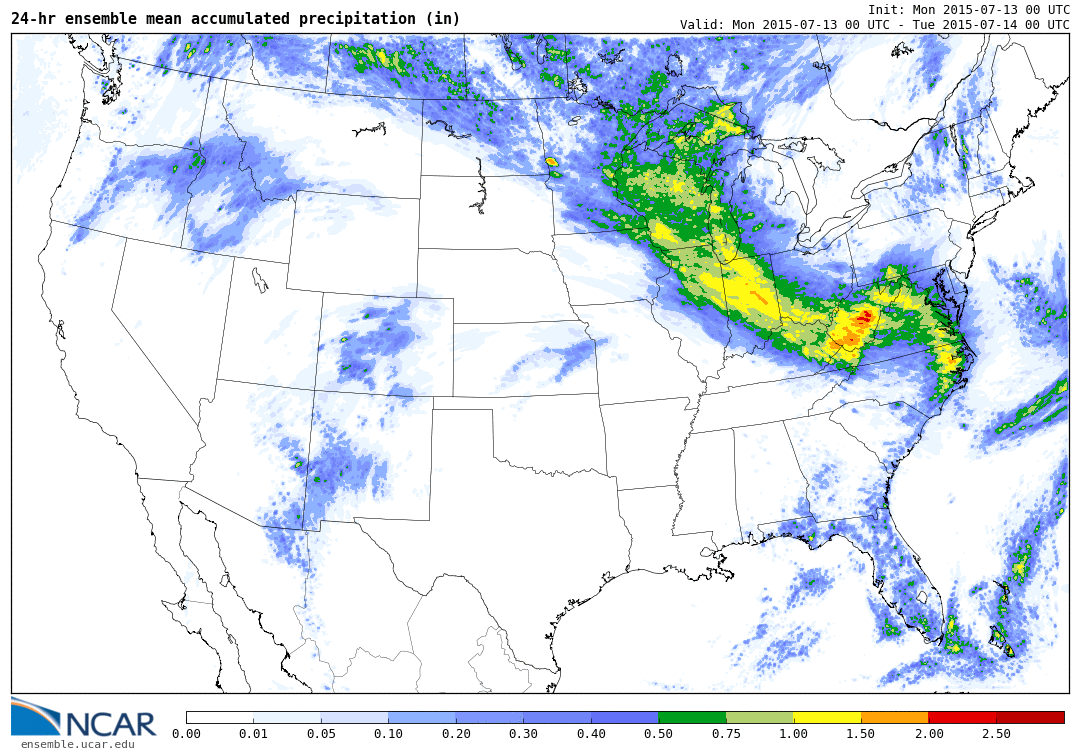 24-hr ensemble mean accumulated precipitation (in)
Init: Mon 2015-07-13 00 UTC
Valid: Mon 2015-07-13 00 UTC - Tue 2015-07-14 00 UTC
NCAR
ensemble.ucar.edu
0.00 0.01 0.05 0.10 0.20 0.30 0.40 0.50 0.75 1.00 1.50 2.00 2.50